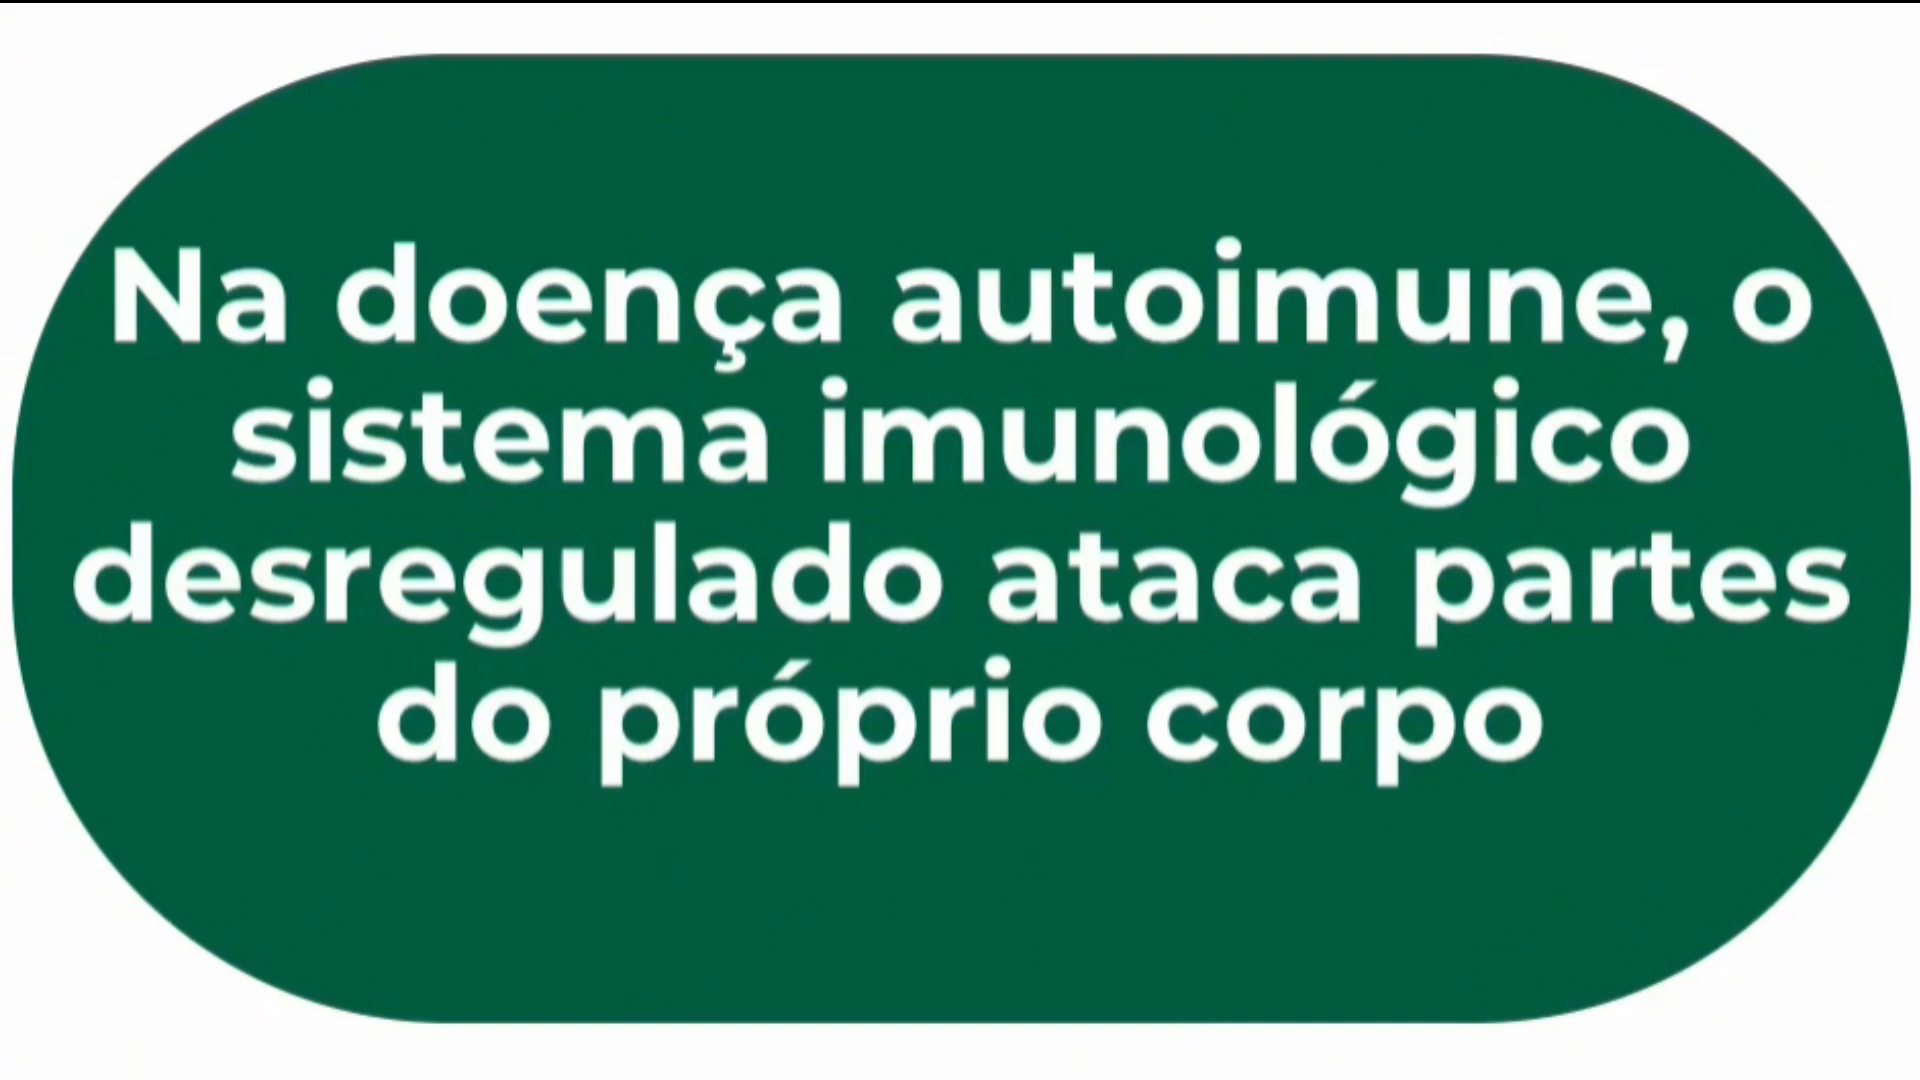 Na doença autoimune, o
sistema imunológico
desregulado ataca partes
do próprio corpo